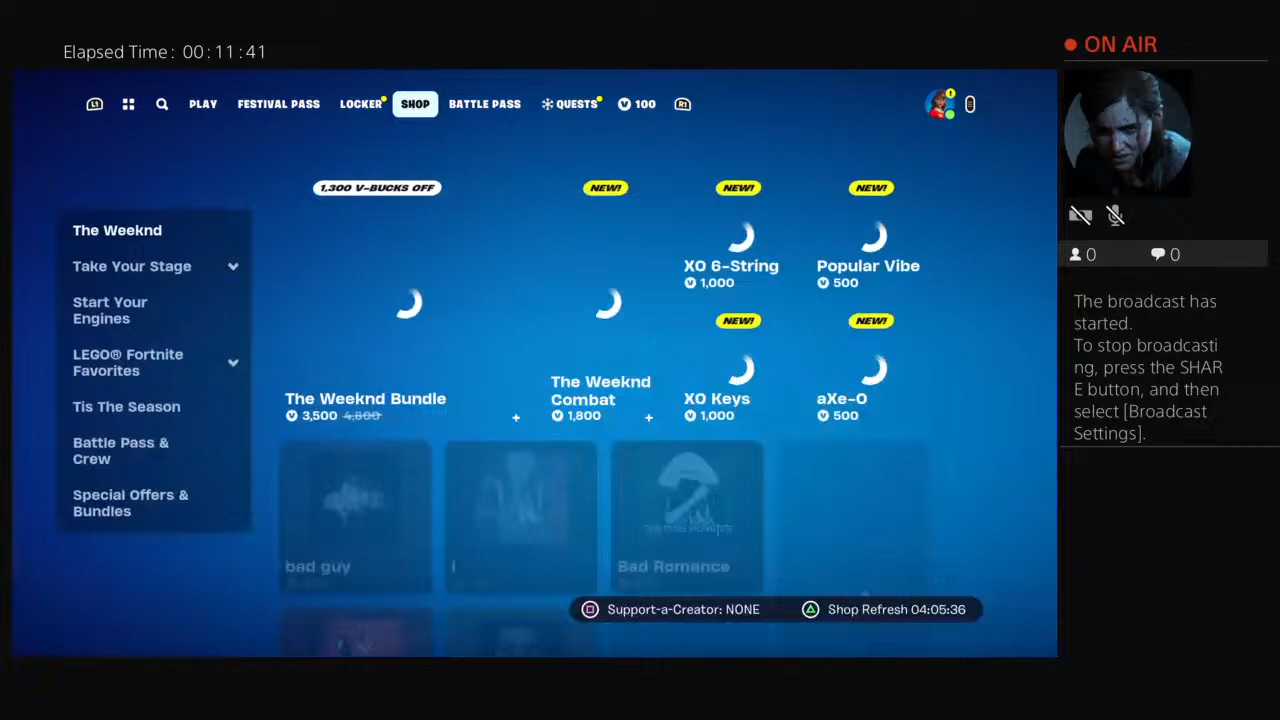 Elapsed Time: 00:11:41
ON AIR
L1
PLAY
FESTIVAL PASS
LOCKER
SHOP
BATTLE PASS
QUESTS
100
R1
1
0
0
The broadcast has
started.
To stop broadcasti
ng, press the SHAR
E button, and then
select [Broadcast
Settings].
The Weeknd
Take Your Stage
Start Your
Engines
LEGO® Fortnite
Favorites
Tis The Season
Battle Pass &
Crew
Special Offers &
Bundles
1,300 V-BUCKS OFF
The Weeknd Bundle
3,500 4,800
+
NEW!
The Weeknd
Combat
1,800
+
NEW!
XO 6-String
1,000
NEW!
Popular Vibe
500
NEW!
XO Keys
1,000
NEW!
aXe-O
500
bad guy
Bad Romance
Support-a-Creator: NONE
Shop Refresh 04:05:36